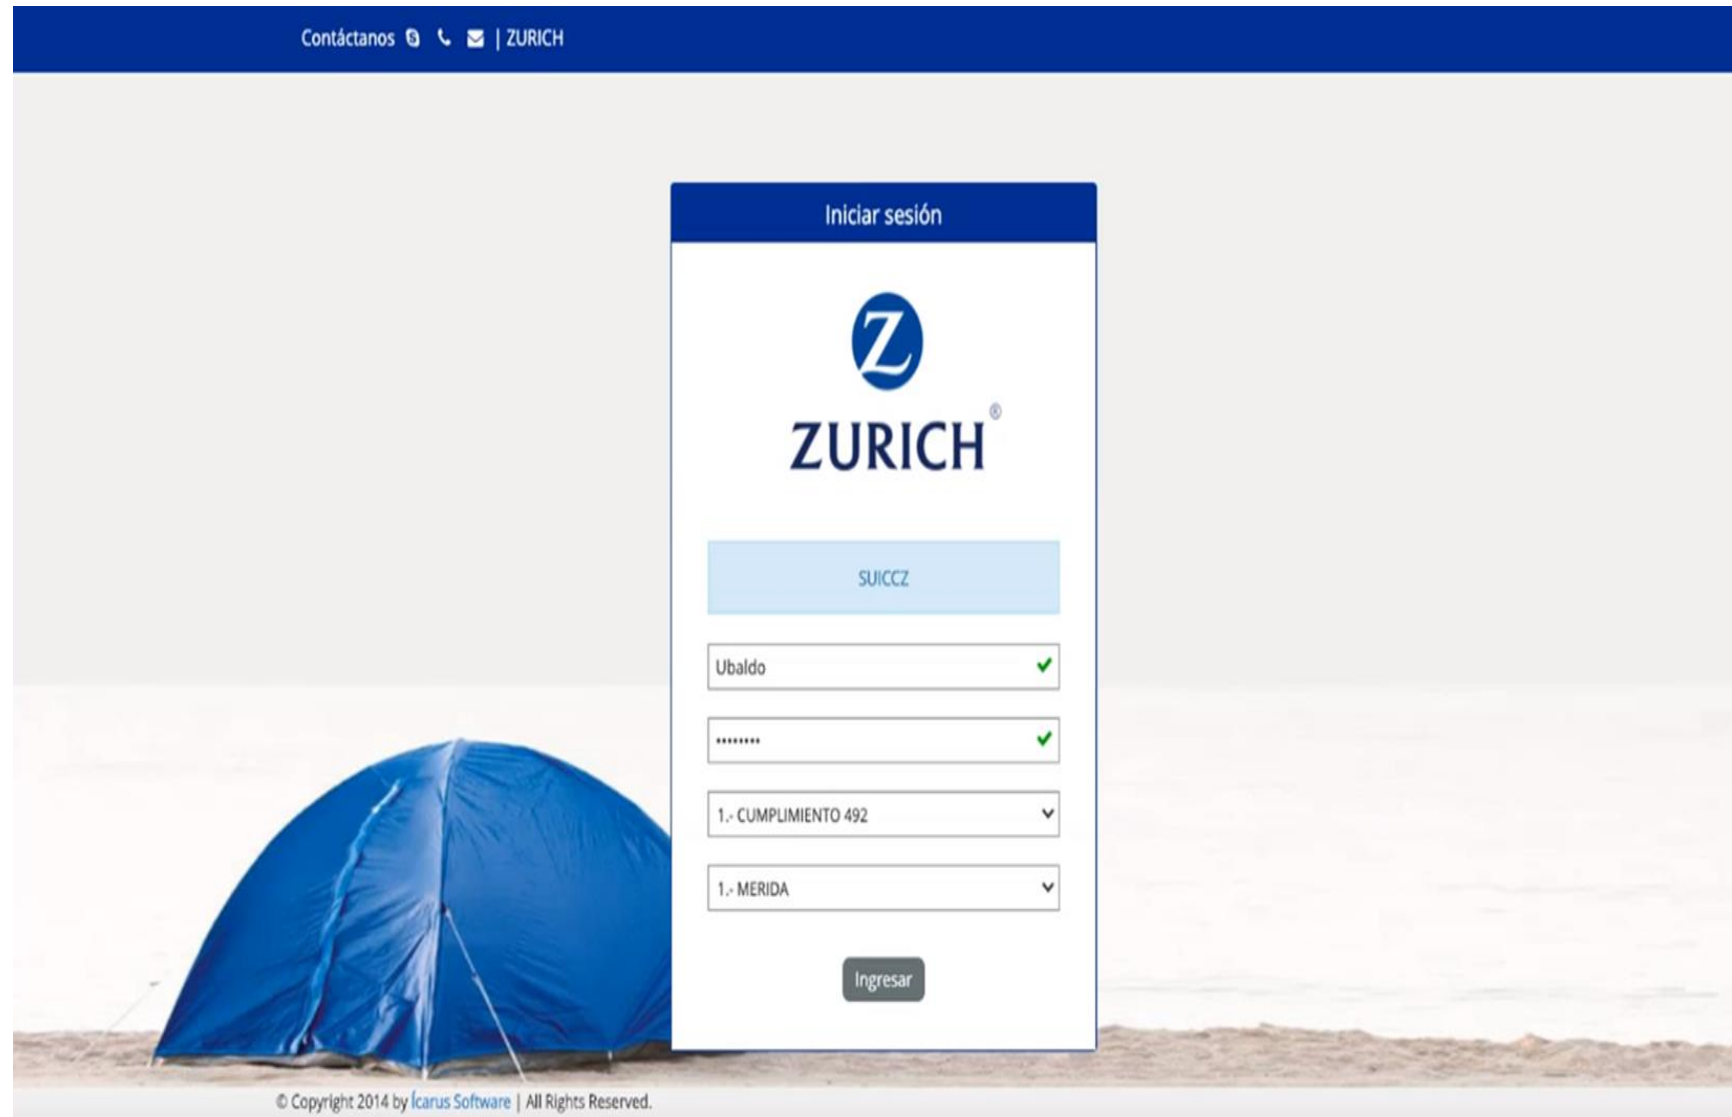 Contáctanos | ZURICH
Iniciar sesión
Z
ZURICH®
SUICCZ
Ubaldo
••••••••
1.- CUMPLIMIENTO 492
1.- MERIDA
Ingresar
© Copyright 2014 by Ícarus Software | All Rights Reserved.